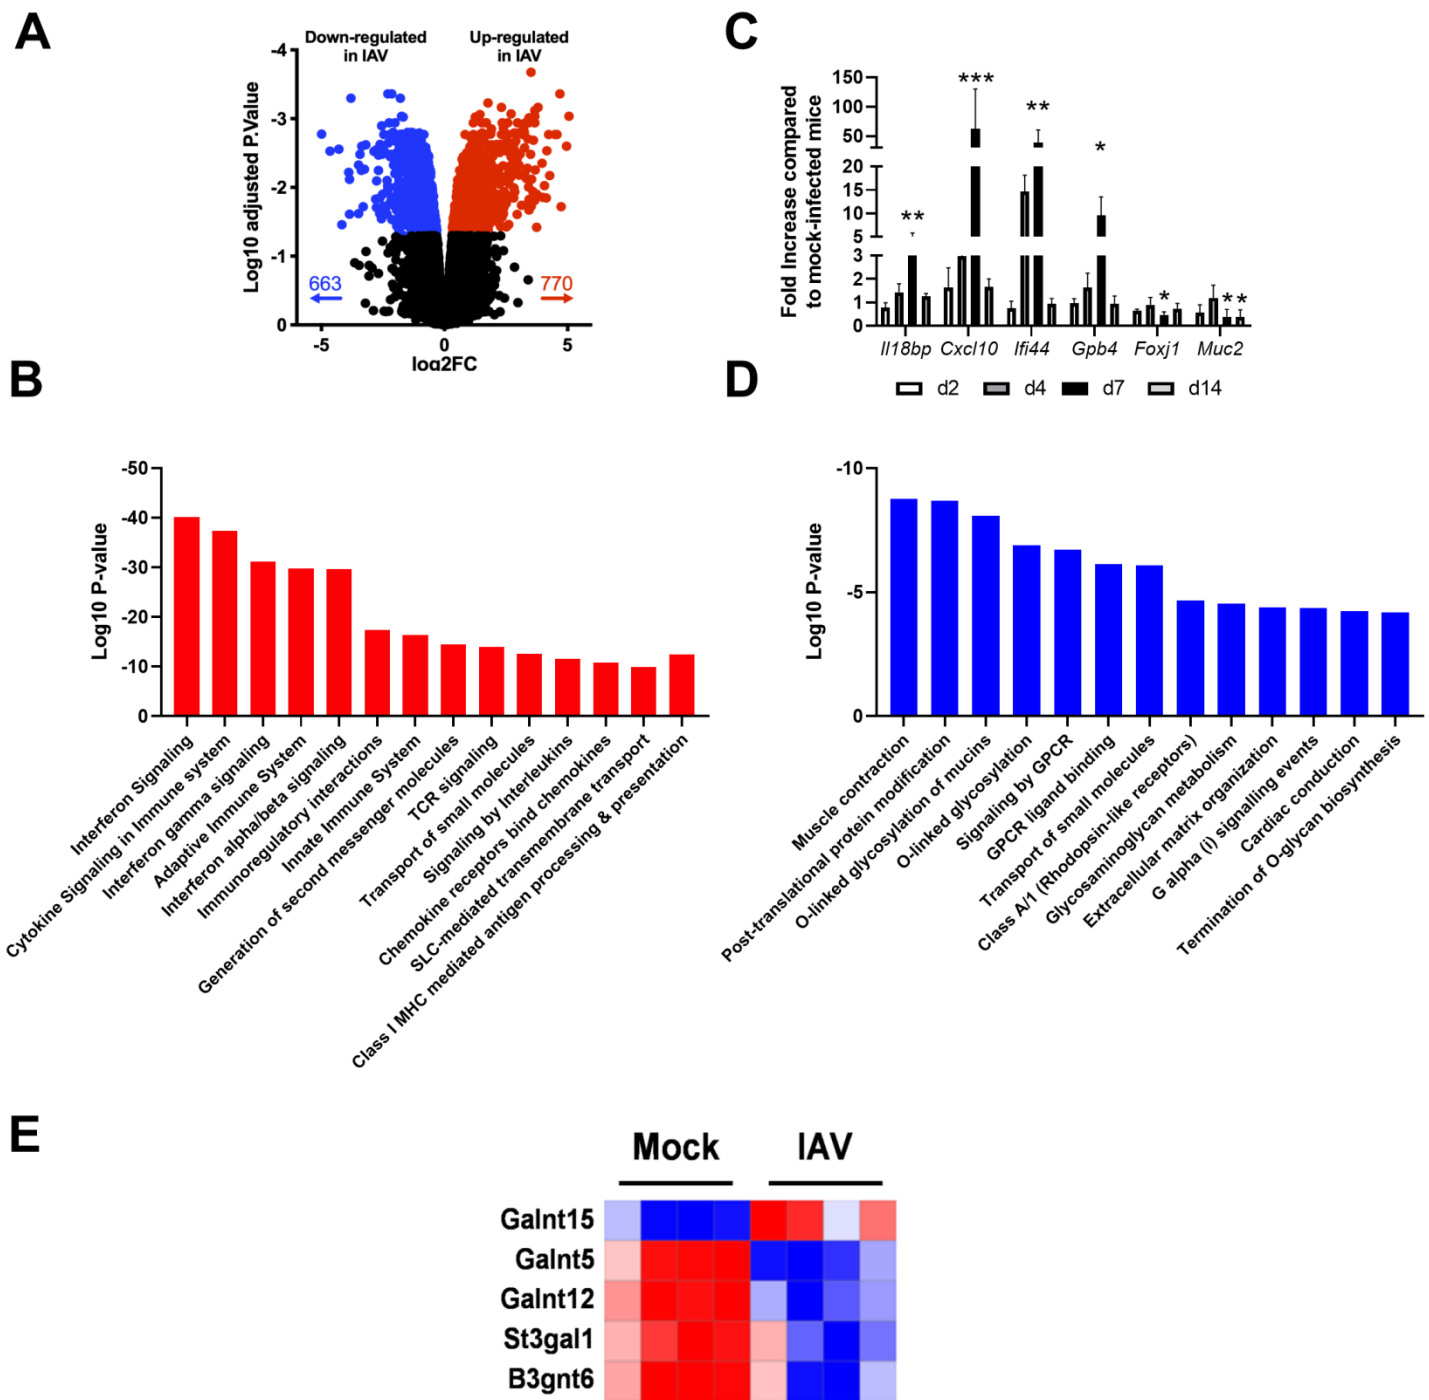 A
Down-regulated
in IAV
Up-regulated
in IAV
Log10 adjusted P.Value
-4
-3
-2
-1
0
663
770
-5
0
5
log2FC
C
Fold Increase compared
to mock-infected mice
150
100
50
20
15
10
5
3
2
1
0
**
***
**
*
*
* *
Il18bp Cxcl10 Ifi44 Gpb4 Foxj1 Muc2
d2 d4 d7 d14
B
Log10 P-value
-50
-40
-30
-20
-10
0
Interferon Signaling
Cytokine Signaling in Immune system
Interferon gamma signaling
Adaptive Immune System
Interferon alpha/beta signaling
Immunoregulatory interactions
Innate Immune System
Generation of second messenger molecules
TCR signaling
Transport of small molecules
Signaling by Interleukins
Chemokine receptors bind chemokines
SLC-mediated transmembrane transport
Class I MHC mediated antigen processing & presentation
D
Log10 P-value
-10
-5
0
Muscle contraction
Post-translational protein modification
O-linked glycosylation of mucins
O-linked glycosylation
Signaling by GPCR
GPCR ligand binding
Transport of small molecules
Class A/1 (Rhodopsin-like receptors)
Glycosaminoglycan metabolism
Extracellular matrix organization
G alpha (i) signalling events
Cardiac conduction
Termination of O-glycan biosynthesis
E
Mock IAV
Galnt15
Galnt5
Galnt12
St3gal1
B3gnt6